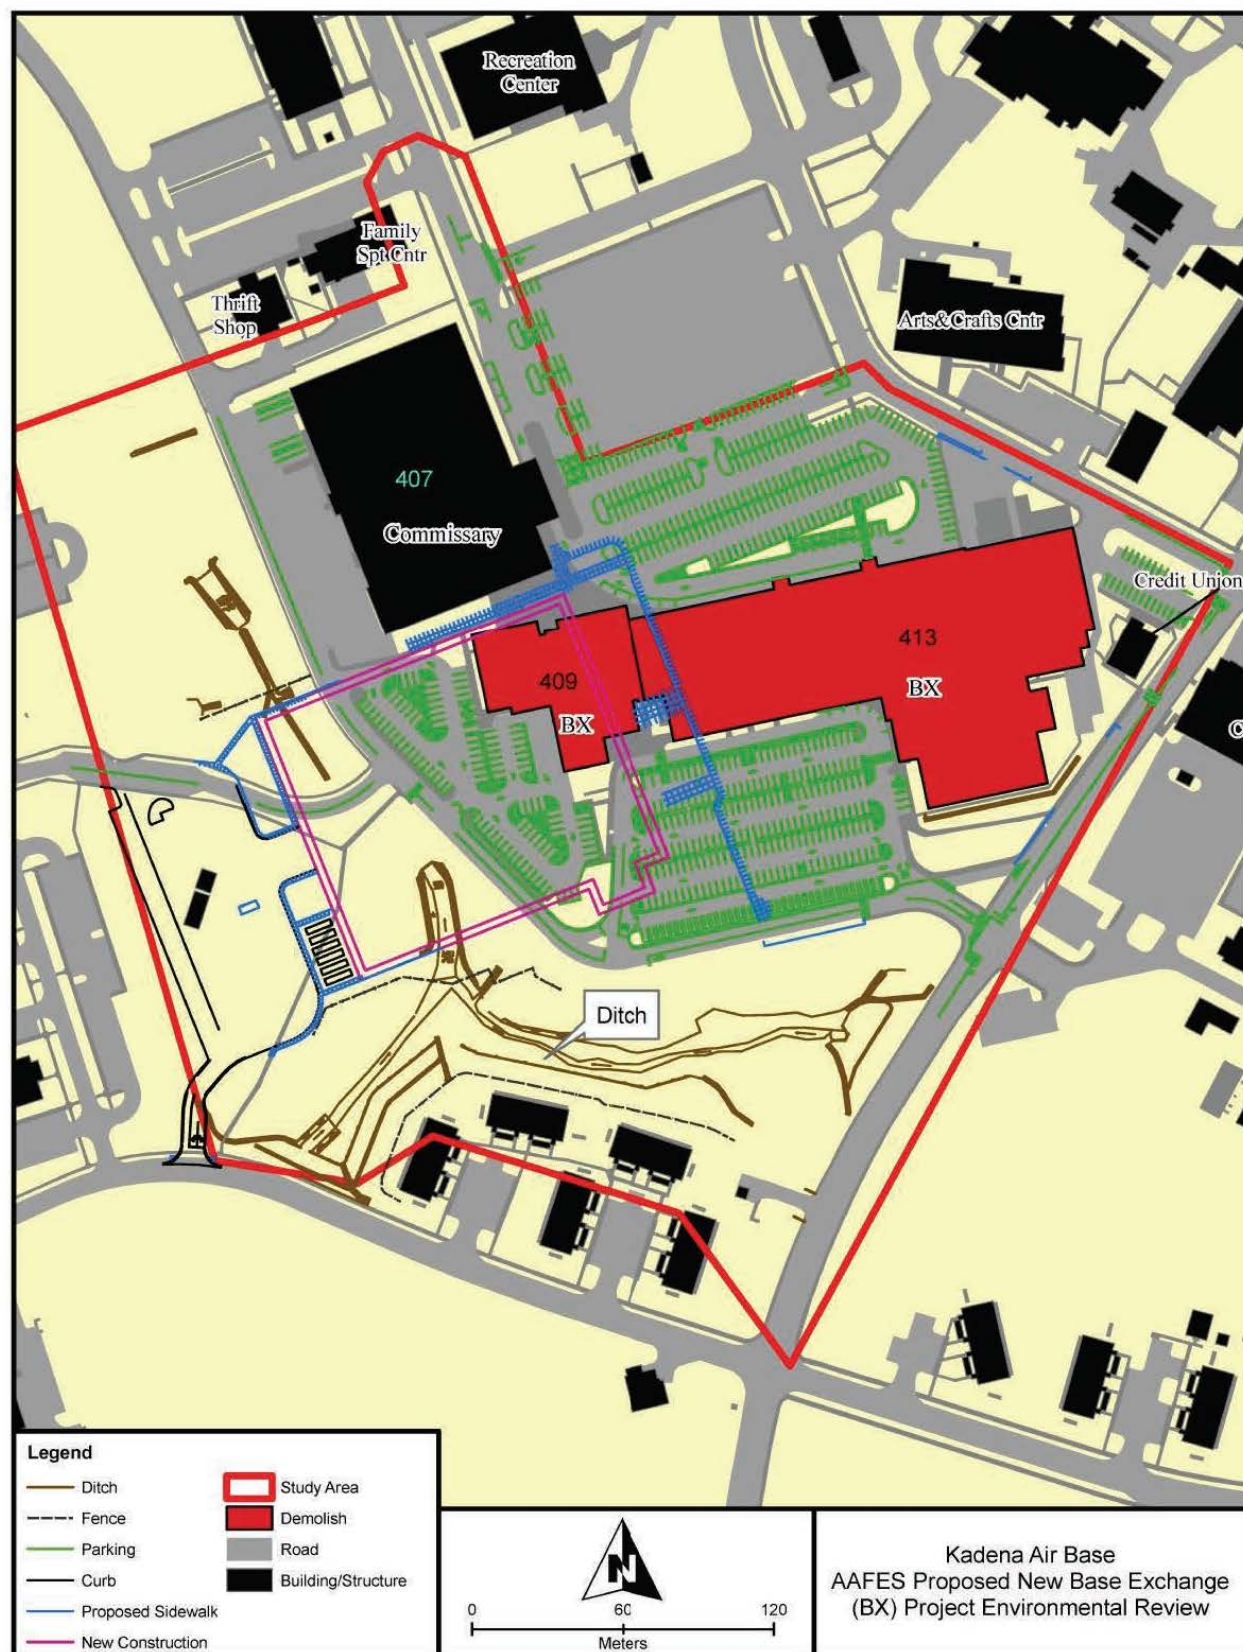 Recreation
Center
Family
Spt Cntr
Thrift
Shop
Arts&Crafts Cntr
407
Commissary
Credit Union
413
BX
409
BX
C
Ditch
Legend
Ditch
Fence
Parking
Curb
Proposed Sidewalk
New Construction
Study Area
Demolish
Road
Building/Structure
N
0 60 120
Meters
Kadena Air Base
AAFES Proposed New Base Exchange
(BX) Project Environmental Review